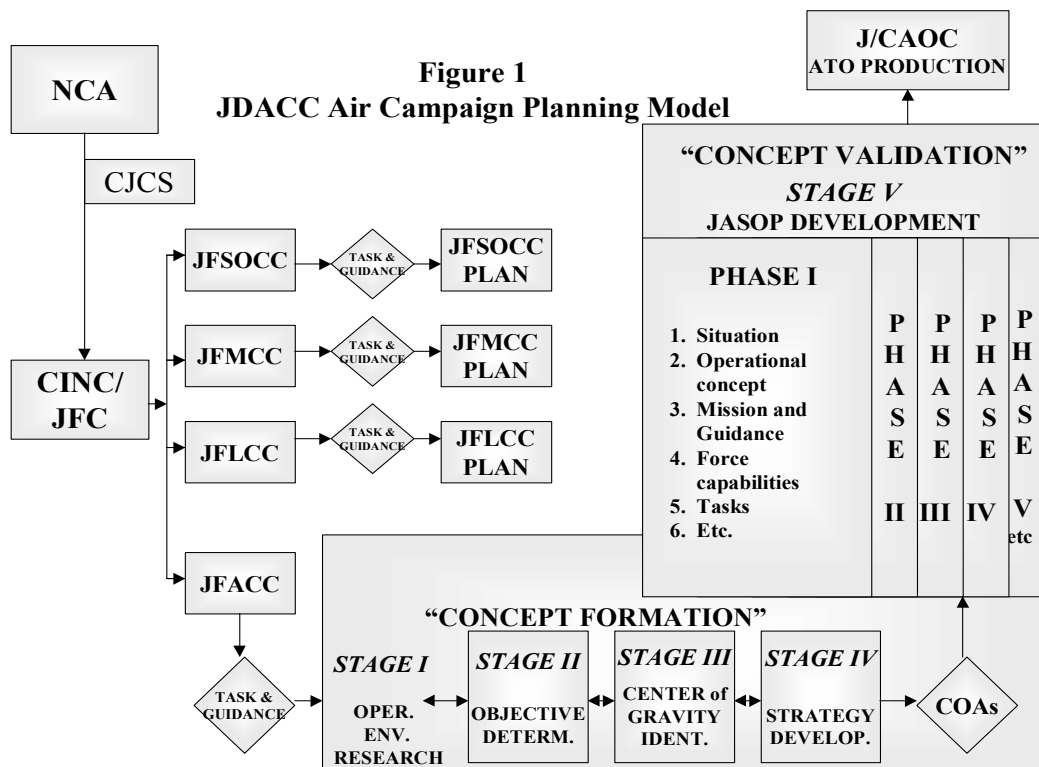 Figure 1
JDACC Air Campaign Planning Model
NCA
CJCS
CINC/
JFC
JFSOCC
TASK &
GUIDANCE
JFSOCC
PLAN
JFMCC
TASK &
GUIDANCE
JFMCC
PLAN
JFLCC
TASK &
GUIDANCE
JFLCC
PLAN
JFACC
TASK &
GUIDANCE
“CONCEPT FORMATION”
STAGE I
OPER.
ENV.
RESEARCH
STAGE II
OBJECTIVE
DETERM.
STAGE III
CENTER of
GRAVITY
IDENT.
STAGE IV
STRATEGY
DEVELOP.
COAs
J/CAOC
ATO PRODUCTION
“CONCEPT VALIDATION”
STAGE V
JASOP DEVELOPMENT
PHASE I
1. Situation
2. Operational
concept
3. Mission and
Guidance
4. Force
capabilities
5. Tasks
6. Etc.
PHASE
II
PHASE
III
PHASE
IV
PHASE
V
etc